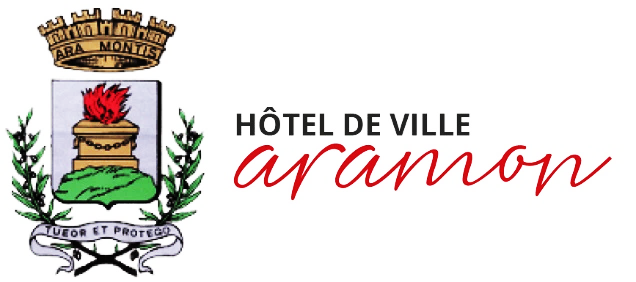 ARA MONTIS
HÔTEL DE VILLE
aramon
TUEOR ET PROTEGO